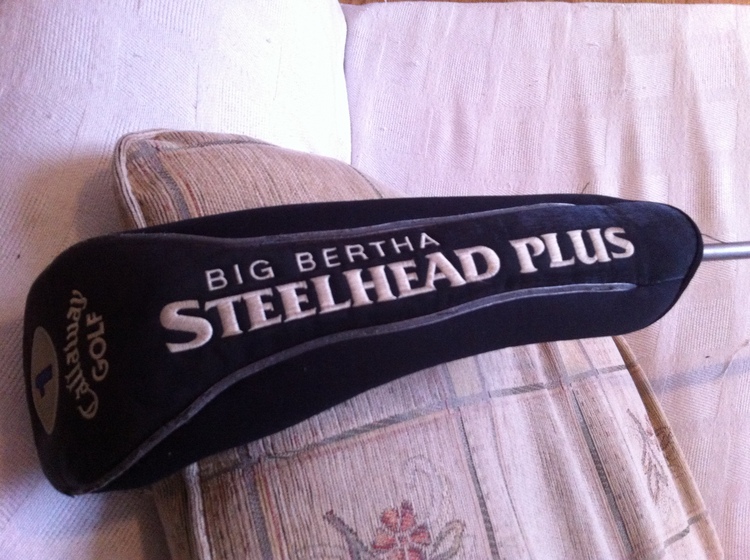 BIG BERTHA
STEELHEAD PLUS
Callaway
GOLF
1